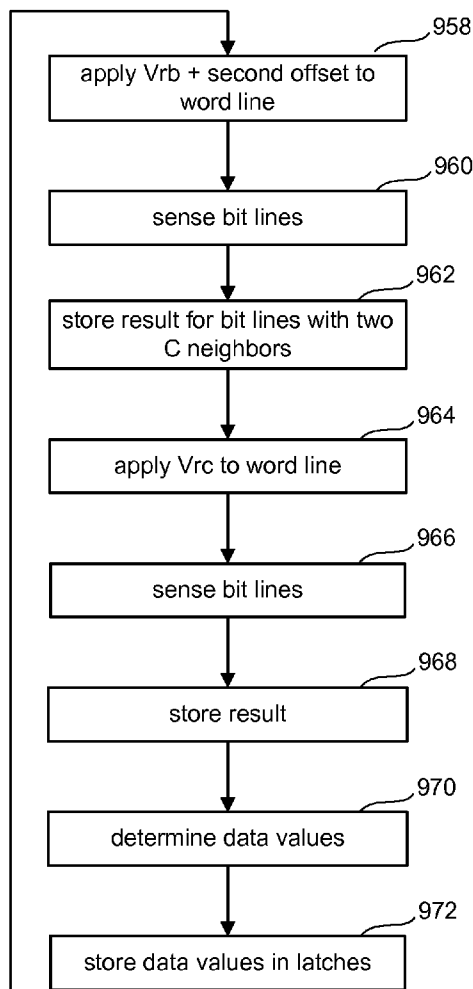 958
apply Vrb + second offset to
word line
960
sense bit lines
962
store result for bit lines with two
C neighbors
964
apply Vrc to word line
966
sense bit lines
968
store result
970
determine data values
972
store data values in latches